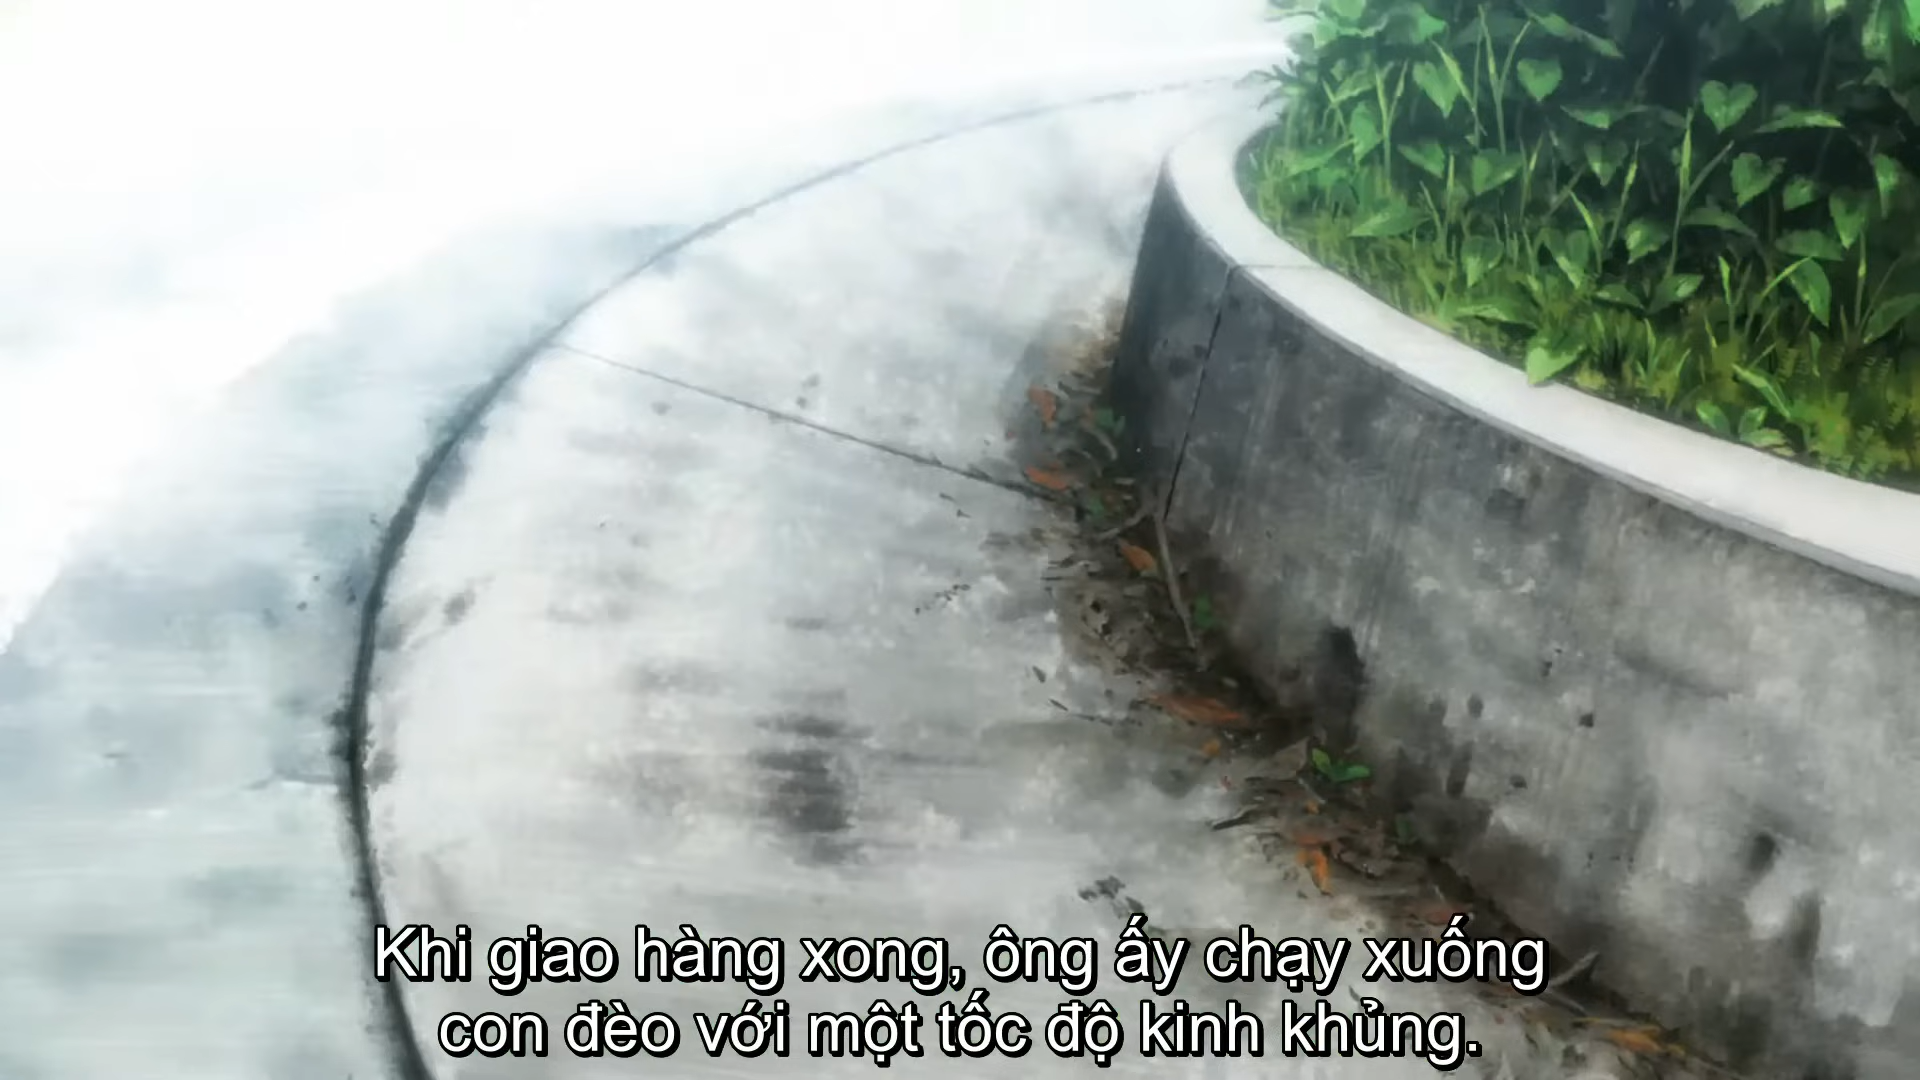 Khi giao hàng xong, ông ấy chạy xuống
con đèo với một tốc độ kinh khủng.